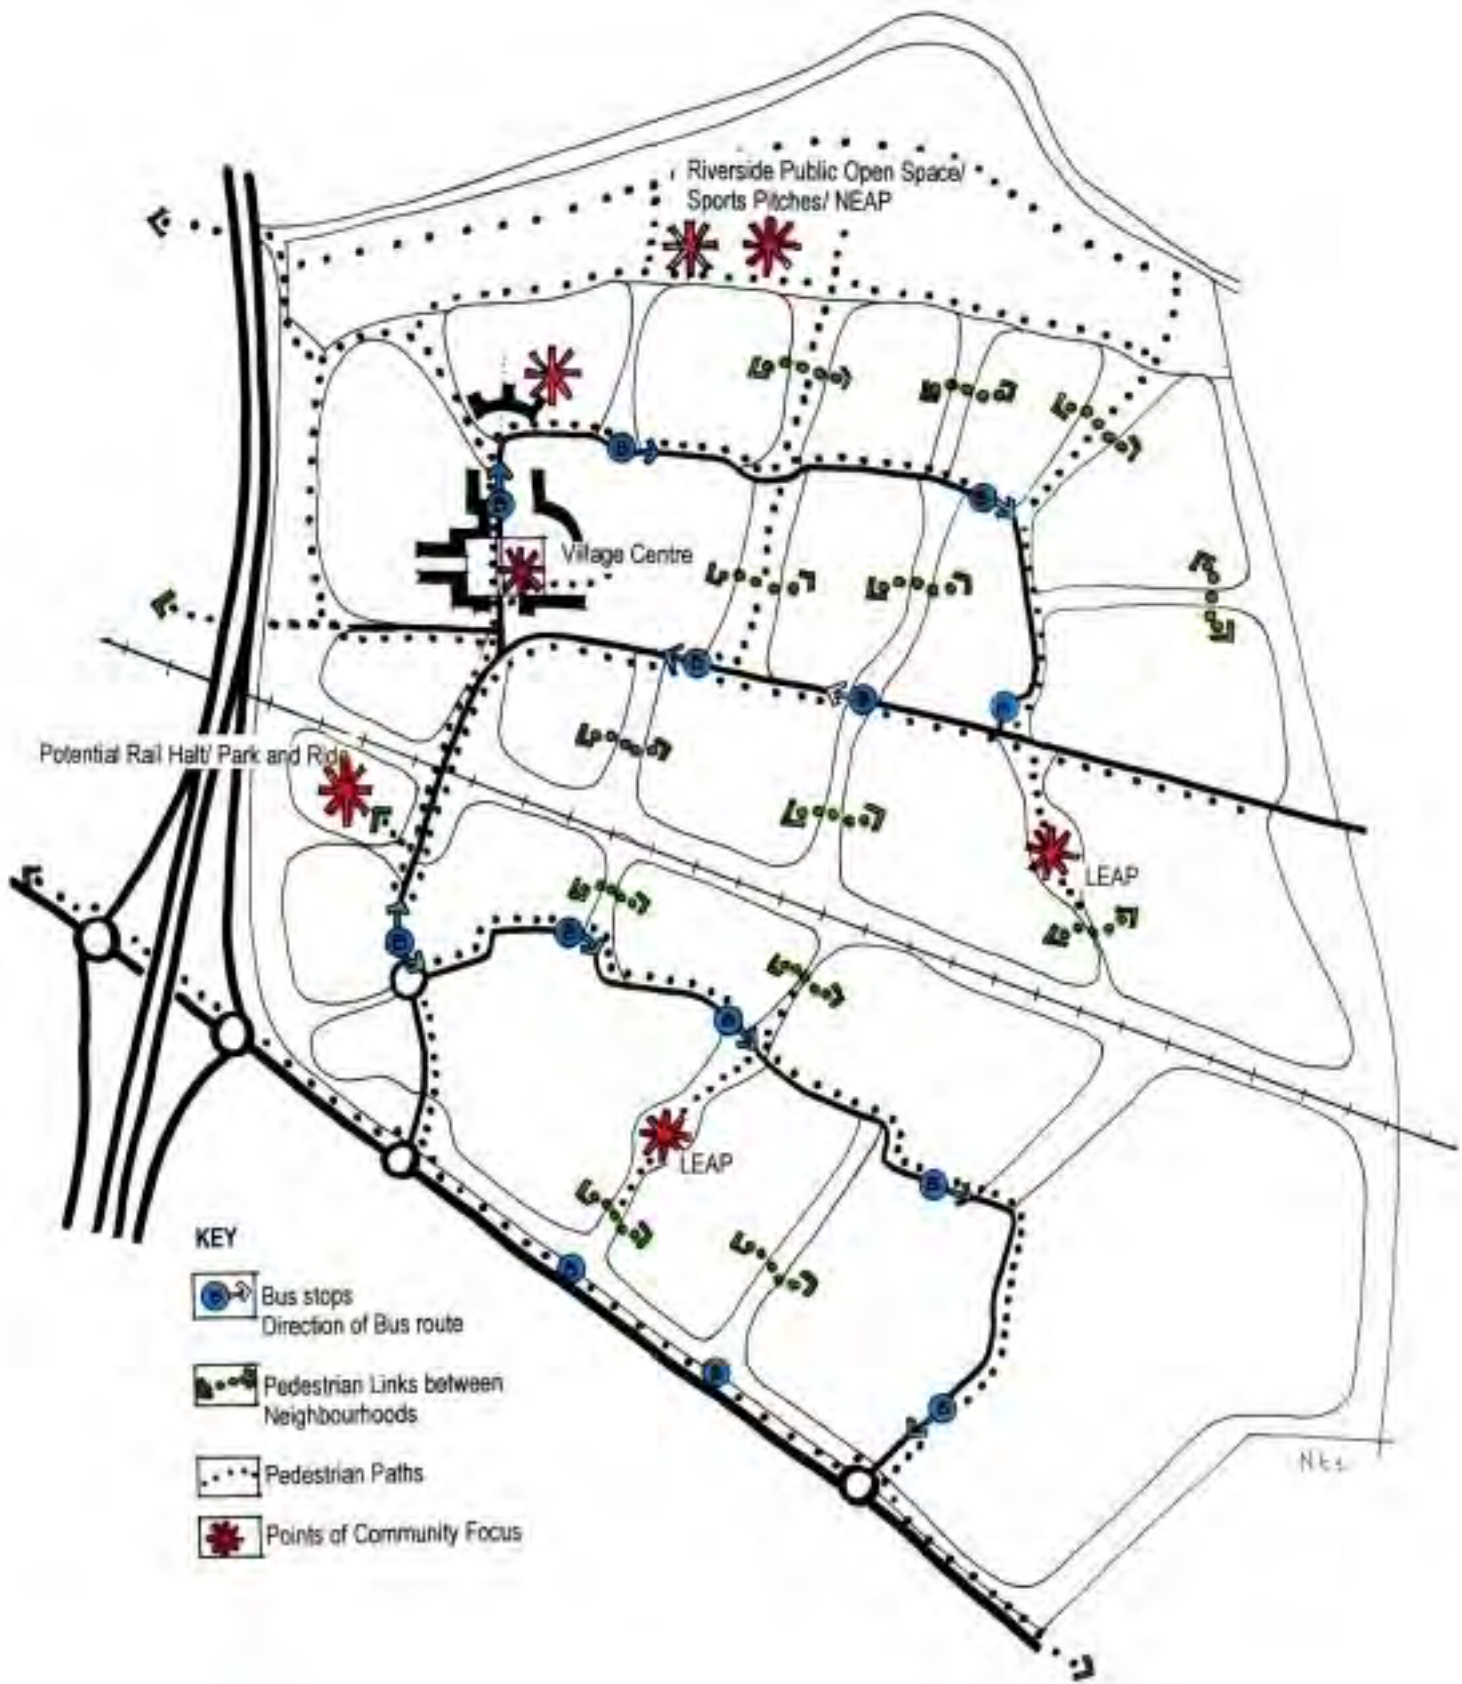 Riverside Public Open Space/
Sports Pitches/ NEAP
Village Centre
Potential Rail Halt/ Park and Ride
LEAP
LEAP
KEY
B
Bus stops
Direction of Bus route
Pedestrian Links between
Neighbourhoods
Pedestrian Paths
Points of Community Focus